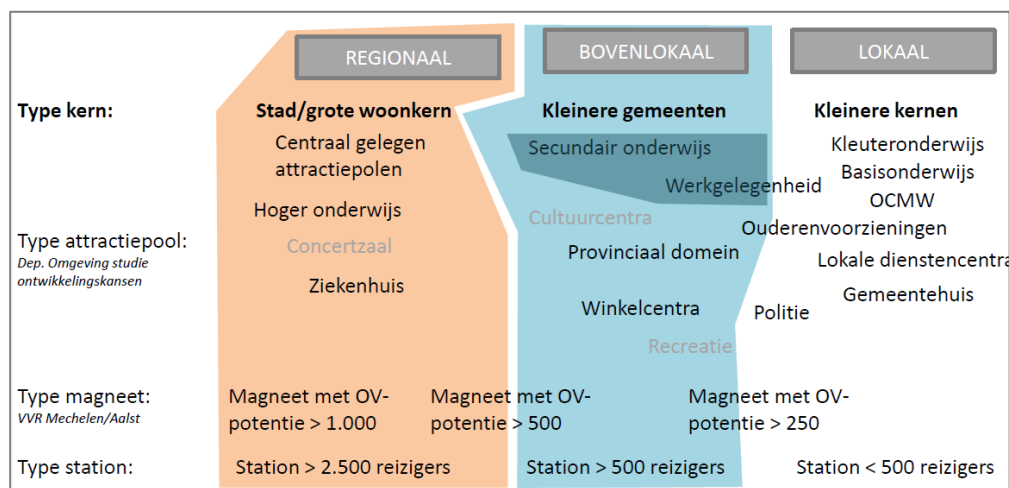 REGIONAAL BOVENLOKAAL LOKAAL
Type kern: Stad/grote woonkern Kleinere gemeenten Kleinere kernen
Centraal gelegen
attractiepolen
Secundair onderwijs
Kleuteronderwijs
Basisonderwijs
Werkgelegenheid
OCMW
Hoger onderwijs
Cultuurcentra
Ouderenvoorzieningen
Type attractiepool:
Dep. Omgeving studie
ontwikkelingskansen
Concertzaal
Provinciaal domein
Lokale dienstencentra
Ziekenhuis
Gemeentehuis
Winkelcentra
Politie
Recreatie
Type magneet:
VVR Mechelen/Aalst
Magneet met OV-
potentie > 1.000
Magneet met OV-
potentie > 500
Magneet met OV-
potentie > 250
Type station: Station > 2.500 reizigers Station > 500 reizigers Station < 500 reizigers